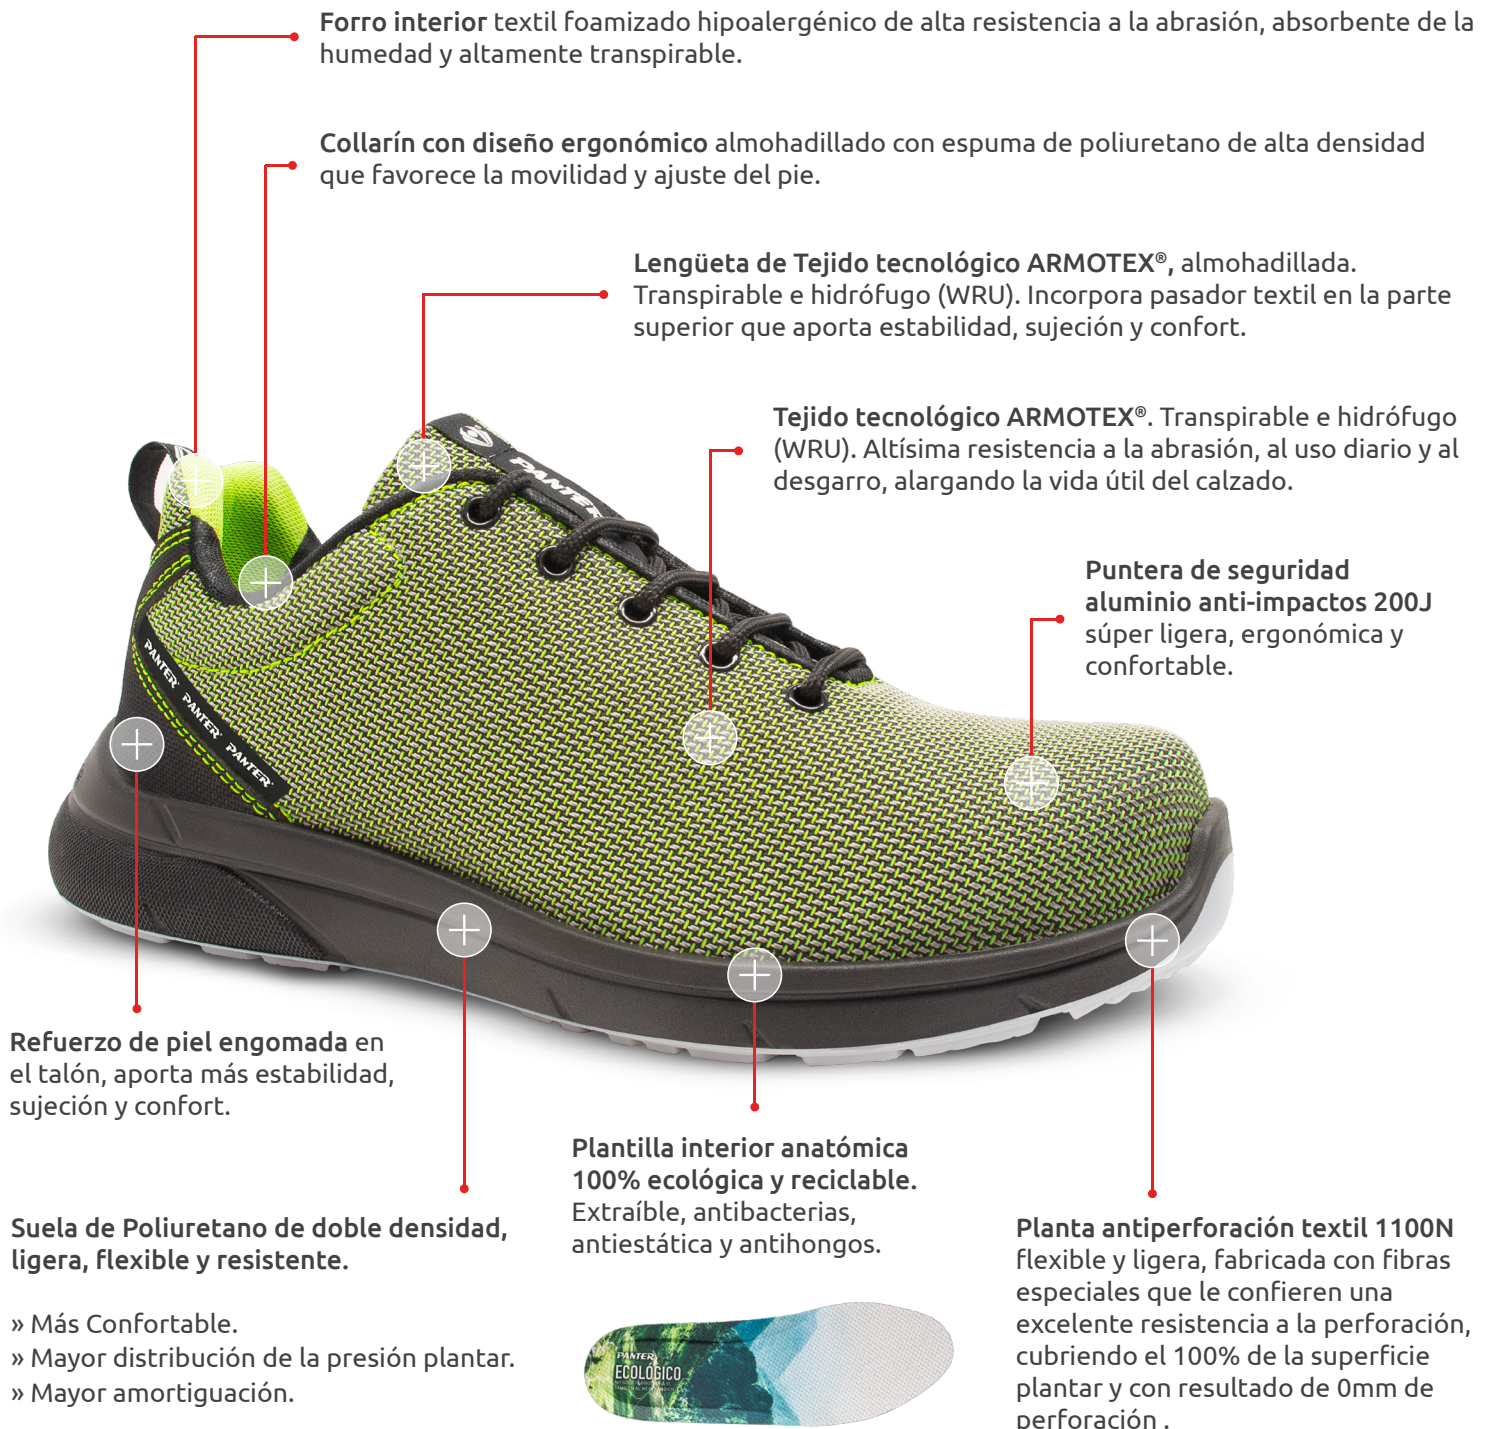 Forro interior textil foamizado hipoalergénico de alta resistencia a la abrasión, absorbente de la
humedad y altamente transpirable.
Collarín con diseño ergonómico almohadillado con espuma de poliuretano de alta densidad
que favorece la movilidad y ajuste del pie.
Lengüeta de Tejido tecnológico ARMOTEX®, almohadillada.
Transpirable e hidrófugo (WRU). Incorpora pasador textil en la parte
superior que aporta estabilidad, sujeción y confort.
Tejido tecnológico ARMOTEX®. Transpirable e hidrófugo
(WRU). Altísima resistencia a la abrasión, al uso diario y al
desgarro, alargando la vida útil del calzado.
PANTER
Puntera de seguridad
aluminio anti-impactos 200J
súper ligera, ergonómica y
confortable.
PANTER PANTER PANTER
Refuerzo de piel engomada en
el talón, aporta más estabilidad,
sujeción y confort.
Suela de Poliuretano de doble densidad,
ligera, flexible y resistente.
» Más Confortable.
» Mayor distribución de la presión plantar.
» Mayor amortiguación.
Plantilla interior anatómica
100% ecológica y reciclable.
Extraíble, antibacterias,
antiestática y antihongos.
PANTER
ECOLÓGICO
Planta antiperforación textil 1100N
flexible y ligera, fabricada con fibras
especiales que le confieren una
excelente resistencia a la perforación,
cubriendo el 100% de la superficie
plantar y con resultado de 0mm de
perforación .